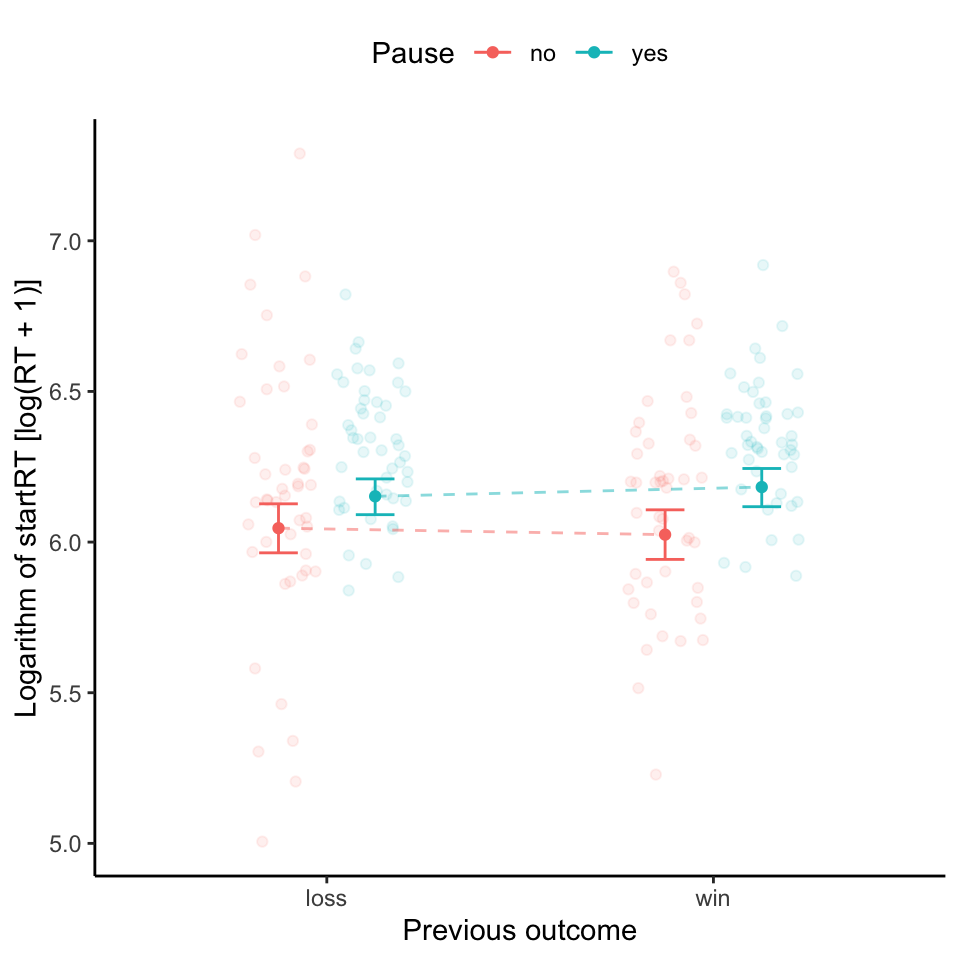 Pause no yes
Logarithm of startRT [log(RT + 1)]
7.0
6.5
6.0
5.5
5.0
loss win
Previous outcome